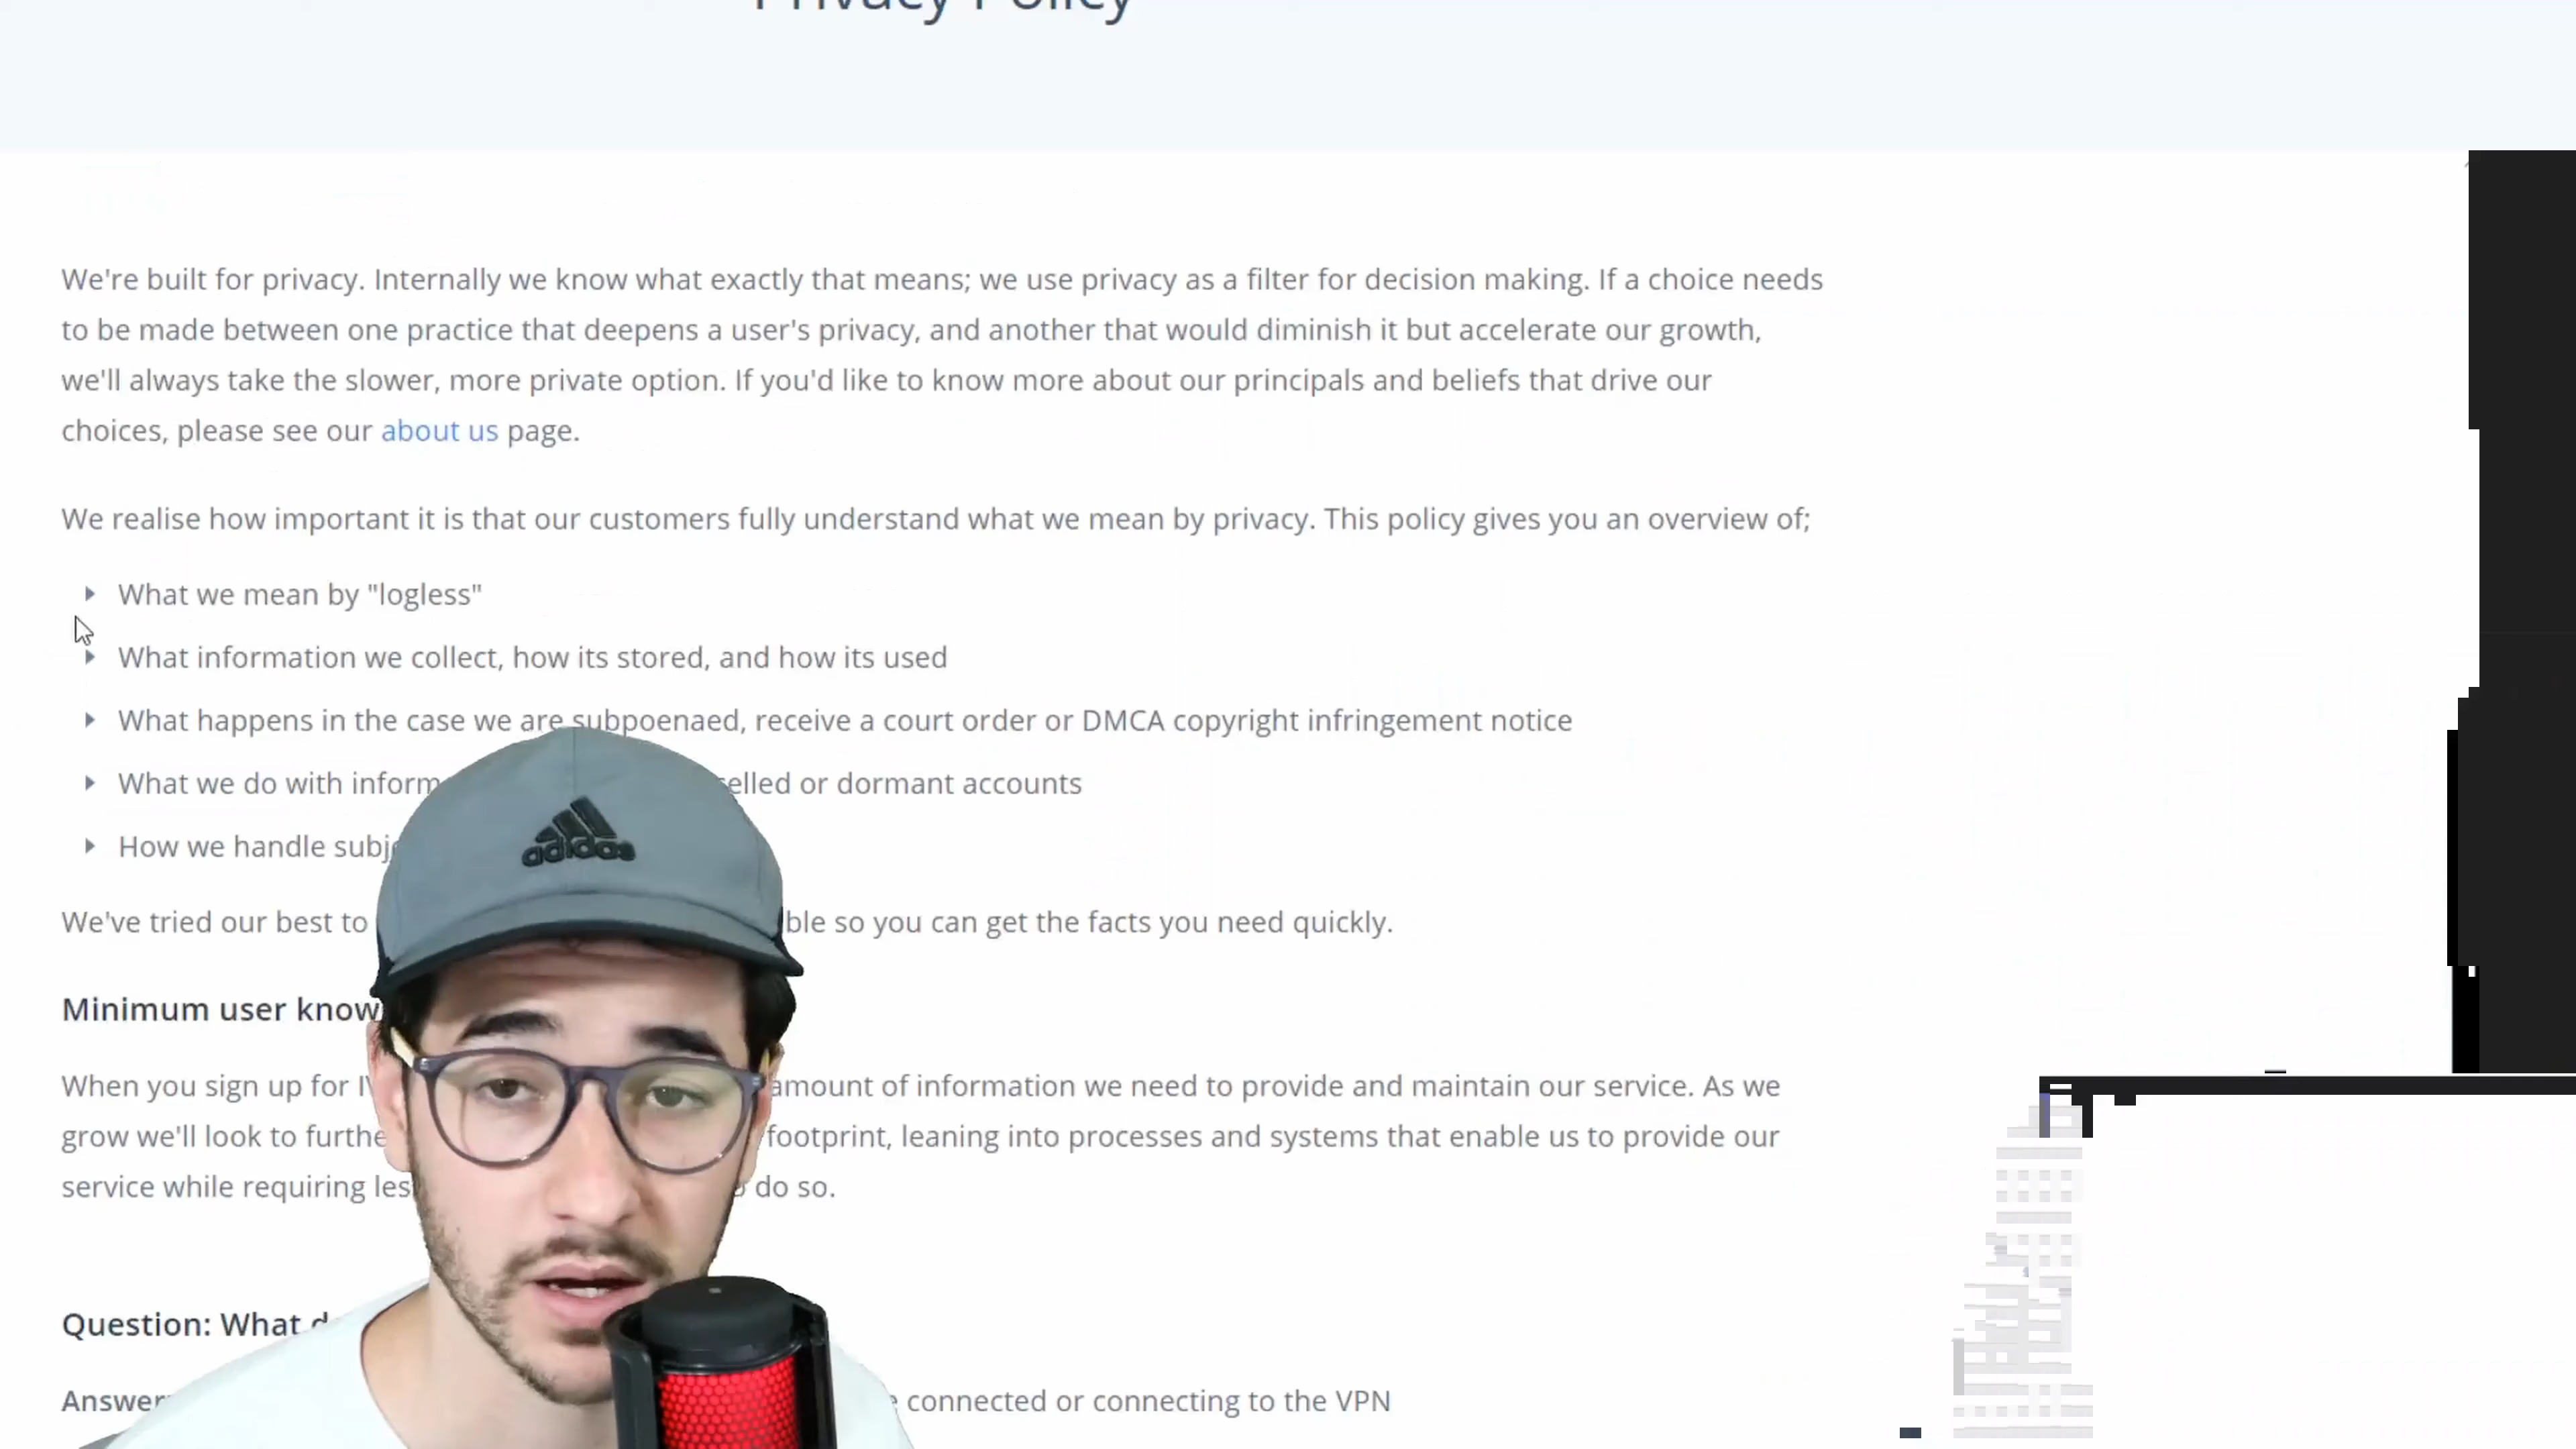 Privacy Policy
We're built for privacy. Internally we know what exactly that means; we use privacy as a filter for decision making. If a choice needs
to be made between one practice that deepens a user's privacy, and another that would diminish it but accelerate our growth,
we'll always take the slower, more private option. If you'd like to know more about our principals and beliefs that drive our
choices, please see our about us page.
We realise how important it is that our customers fully understand what we mean by privacy. This policy gives you an overview of;
What we mean by "logless"
What information we collect, how its stored, and how its used
What happens in the case we are subpoenaed, receive a court order or DMCA copyright infringement notice
What we do with elled or dormant accounts
How we handle
adidas
We've tried our best to ble so you can get the facts you need quickly.
Minimum user know
When you sign up for amount of information we need to provide and maintain our service. As we
grow we'll look to furthe footprint, leaning into processes and systems that enable us to provide our
service while requiring les do so.
Question: What
Answer connected or connecting to the VPN